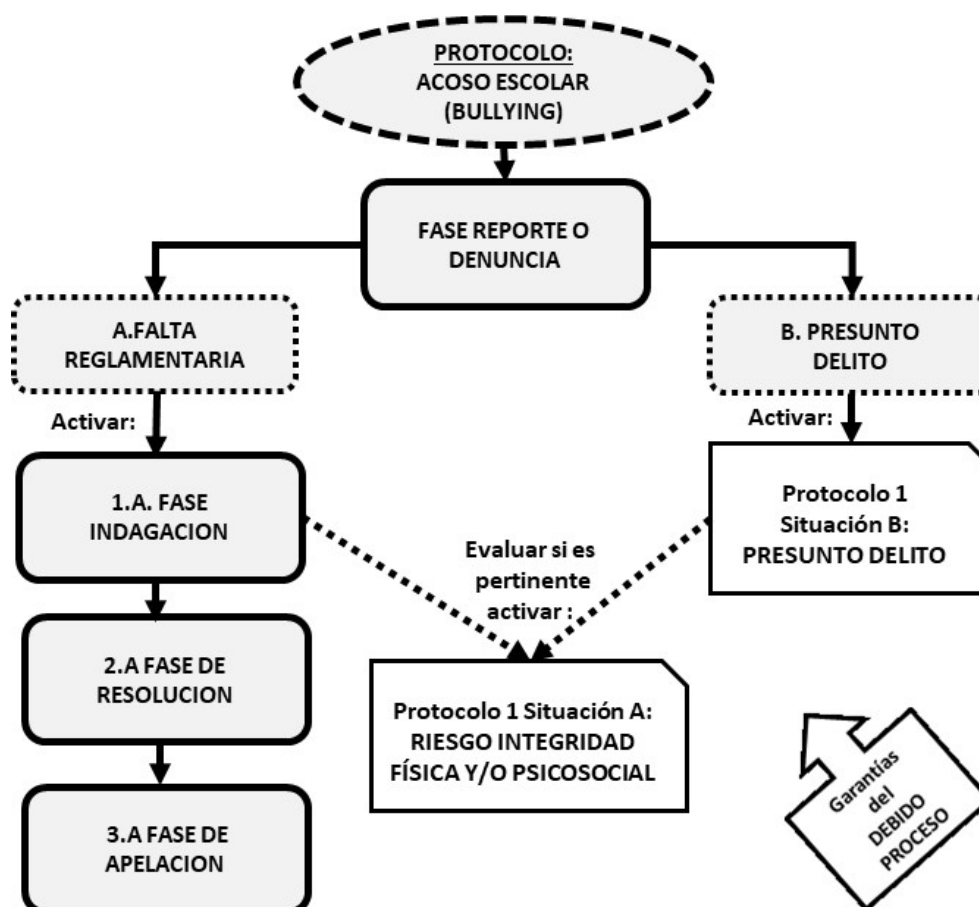 PROTOCOLO:
ACOSO ESCOLAR
(BULLYING)
FASE REPORTE O
DENUNCIA
A.FALTA
REGLAMENTARIA
B. PRESUNTO
DELITO
Activar:
Activar:
1.A. FASE
INDAGACION
Evaluar si es
pertinente
activar :
Protocolo 1
Situación B:
PRESUNTO DELITO
2.A FASE DE
RESOLUCION
Protocolo 1 Situación A:
RIESGO INTEGRIDAD
FÍSICA Y/O PSICOSOCIAL
3.A FASE DE
APELACION
Garantías
del
DEBIDO
PROCESO